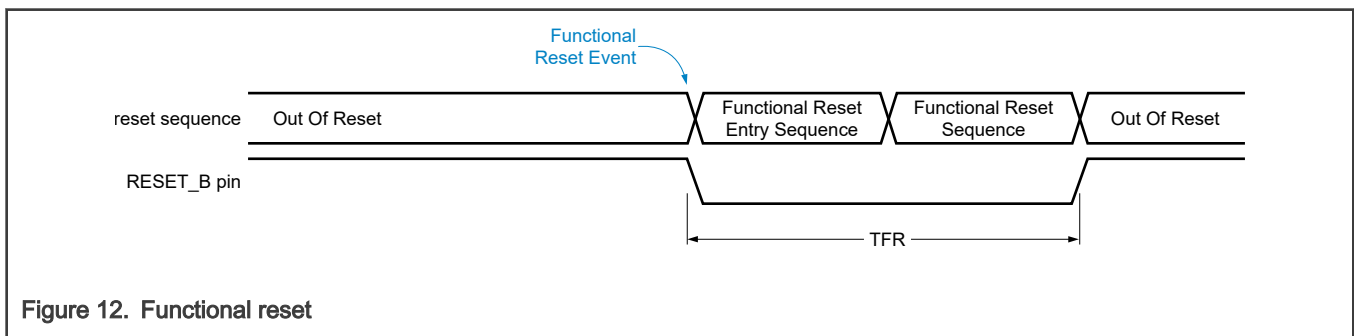 Functional
Reset Event
reset sequence
Out Of Reset
Functional Reset
Entry Sequence
Functional Reset
Sequence
Out Of Reset
RESET_B pin
TFR
Figure 12. Functional reset